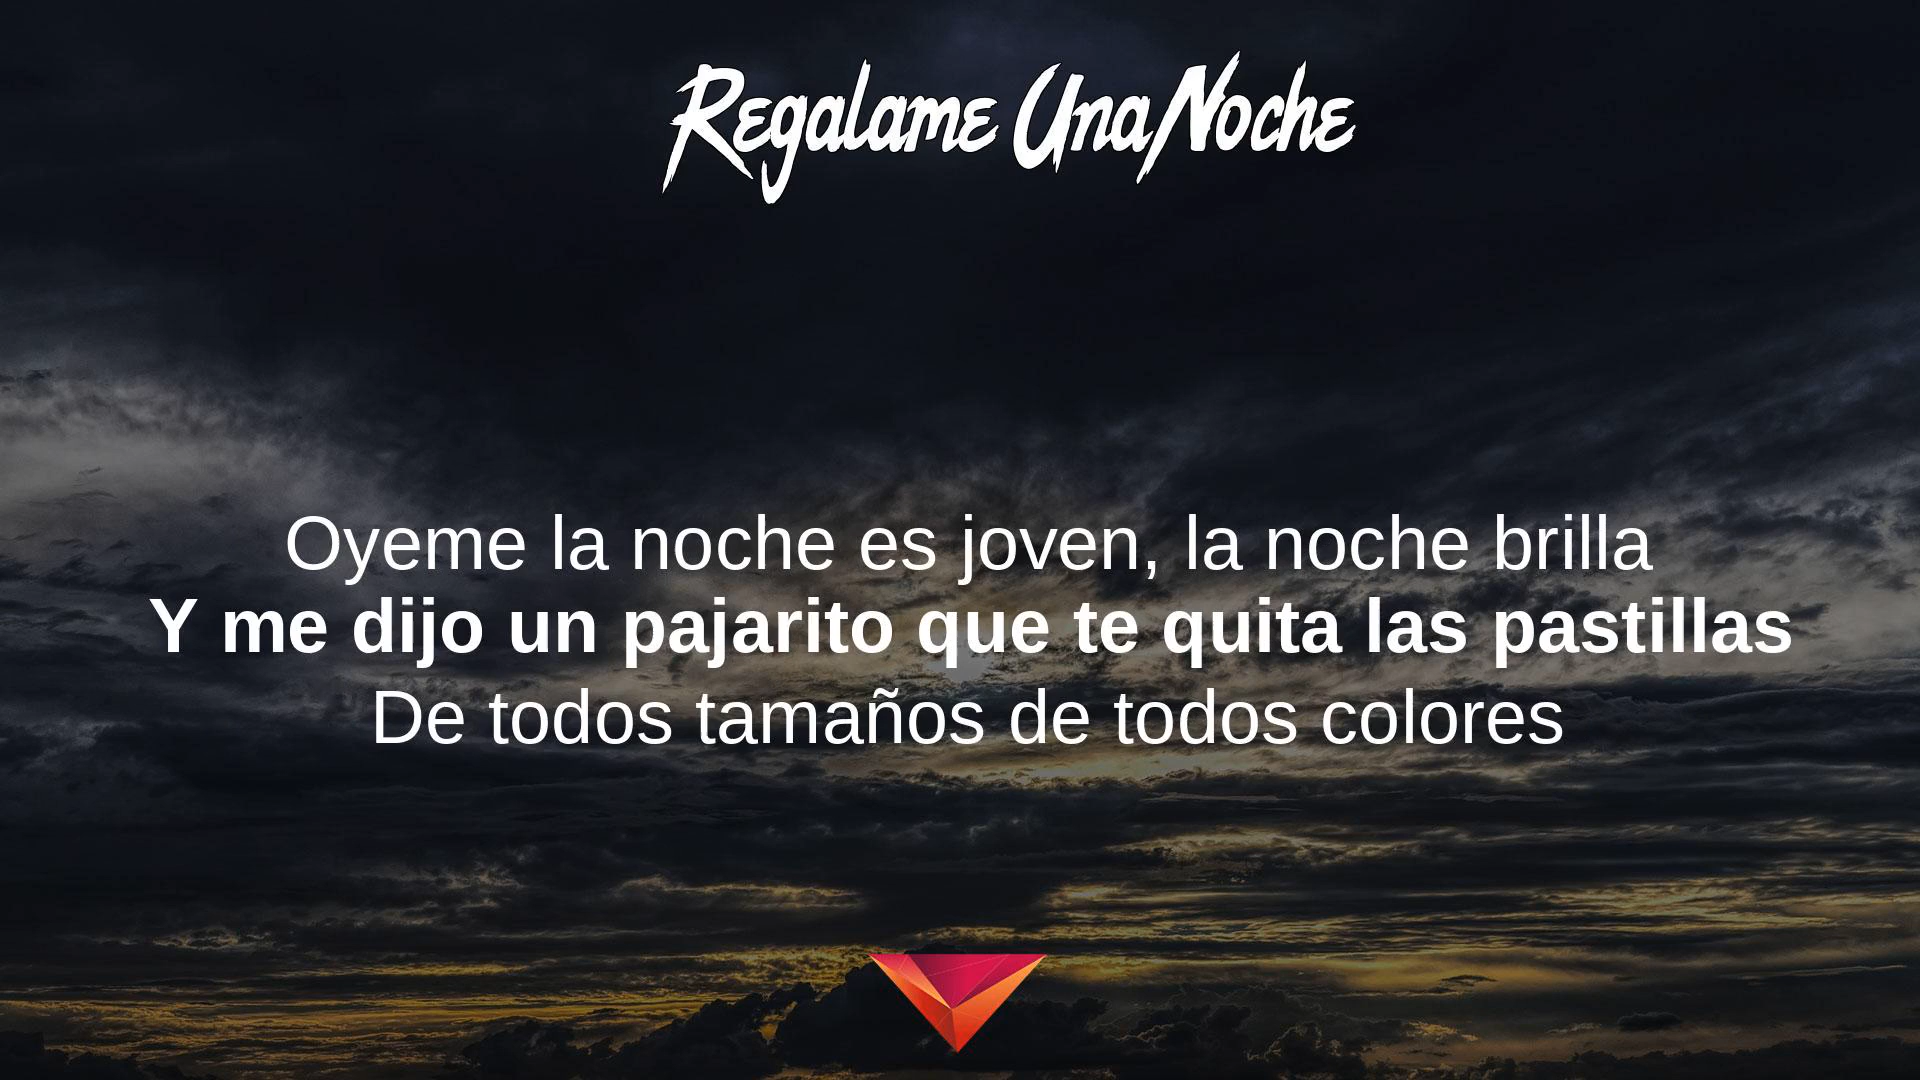 Regalame Una Noche
Oyeme la noche es joven, la noche brilla
Y me dijo un pajarito que te quita las pastillas
De todos tamaños de todos colores